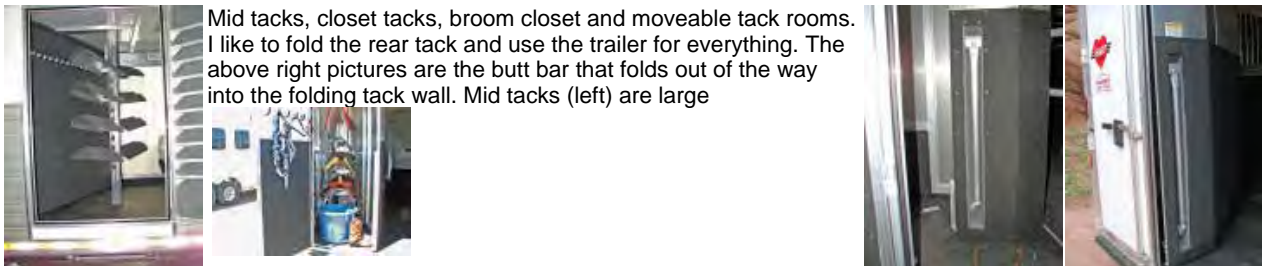 Mid tacks, closet tacks, broom closet and moveable tack rooms.
I like to fold the rear tack and use the trailer for everything. The
above right pictures are the butt bar that folds out of the way
into the folding tack wall. Mid tacks (left) are large